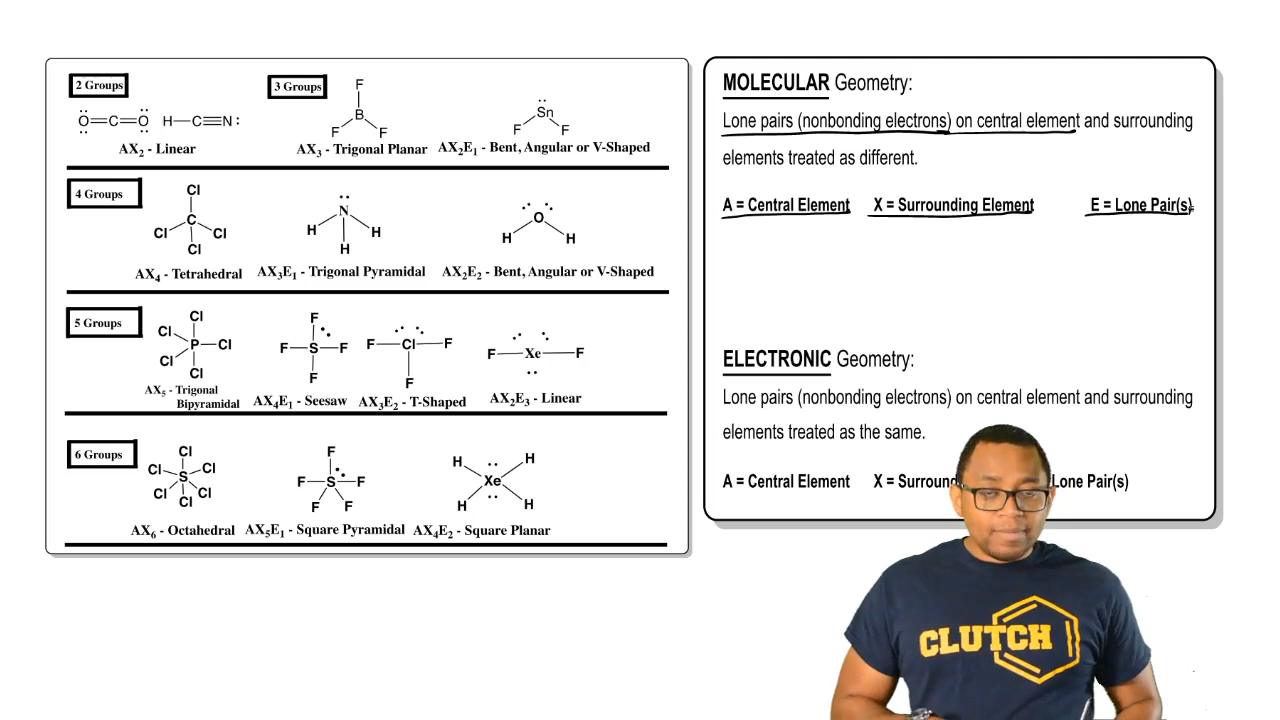 2 Groups
3 Groups
O=C=O H—C≡N:
F
B
F F
Sn
F F
AX₂ - Linear
AX₃ - Trigonal Planar
AX₂E₁ - Bent, Angular or V-Shaped
4 Groups
Cl
C
Cl Cl
Cl
N
H H
H
O
H H
AX₄ - Tetrahedral
AX₃E₁ - Trigonal Pyramidal
AX₂E₂ - Bent, Angular or V-Shaped
5 Groups
Cl
Cl
P Cl
Cl
Cl
F
F S F
F
F Cl F
F
F Xe F
AX₅ - Trigonal
Bipyramidal
AX₄E₁ - Seesaw
AX₃E₂ - T-Shaped
AX₂E₃ - Linear
6 Groups
Cl
Cl Cl
S
Cl Cl
Cl
F
F S F
F F
H H
Xe
H H
AX₆ - Octahedral
AX₅E₁ - Square Pyramidal
AX₄E₂ - Square Planar
MOLECULAR Geometry:
Lone pairs (nonbonding electrons) on central element and surrounding
elements treated as different.
A = Central Element X = Surrounding Element E = Lone Pair(s)
ELECTRONIC Geometry:
Lone pairs (nonbonding electrons) on central element and surrounding
elements treated as the same.
A = Central Element X = Lone Pair(s)
CLUTCH